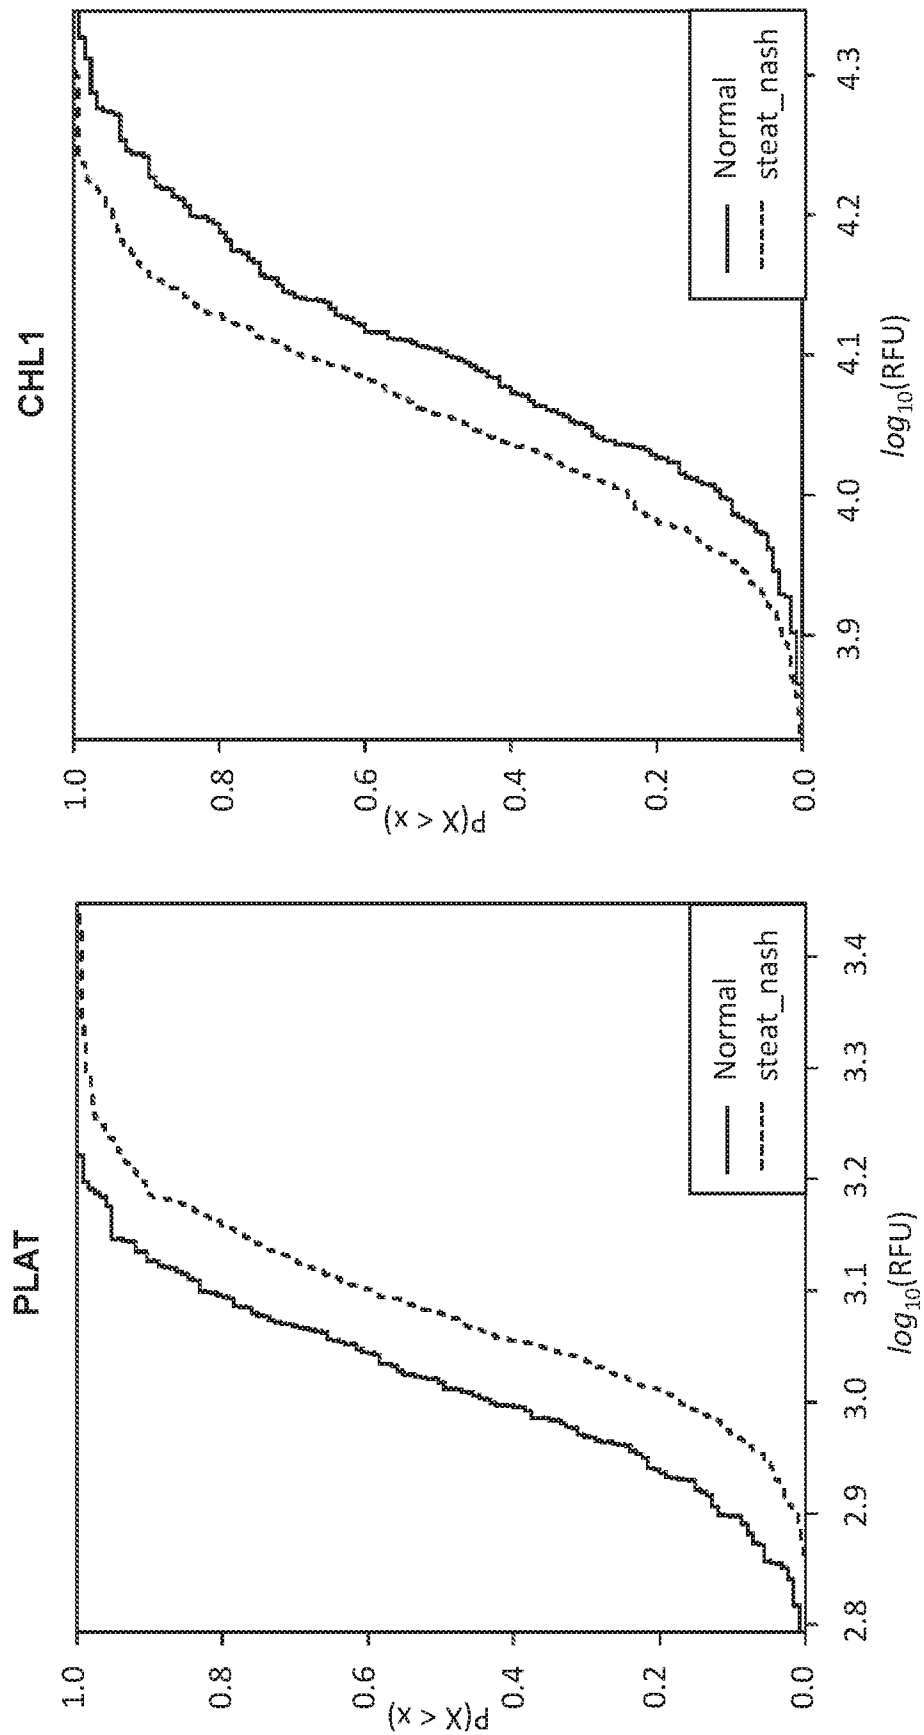 PLAT
P(X < x)
1.0
0.8
0.6
0.4
0.2
0.0
2.8 2.9 3.0 3.1 3.2 3.3 3.4
log10(RFU)
Normal
steat_nash
CHL1
P(X < x)
1.0
0.8
0.6
0.4
0.2
0.0
3.9 4.0 4.1 4.2 4.3
log10(RFU)
Normal
steat_nash